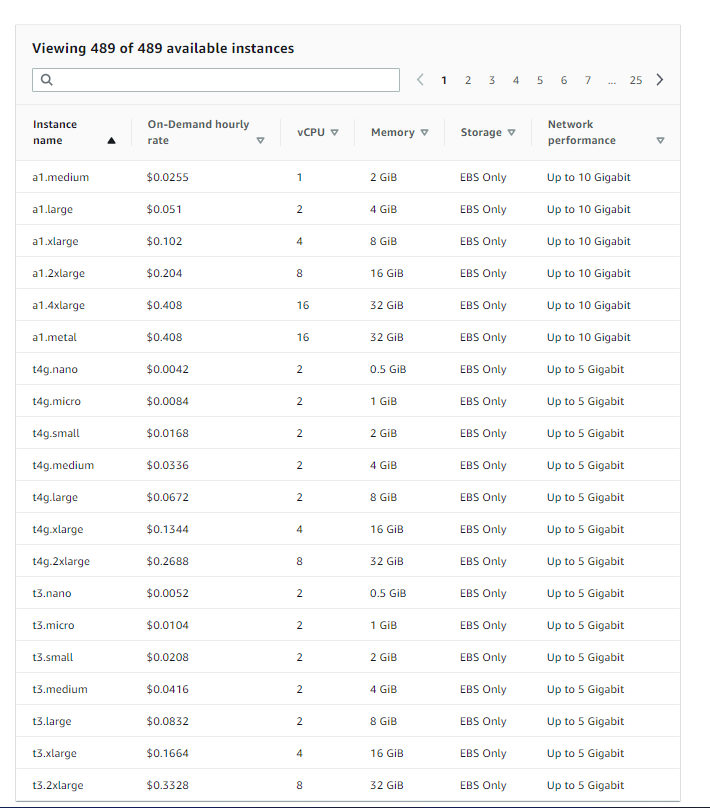 Viewing 489 of 489 available instances
1 2 3 4 5 6 7 ... 25
Instance name On-Demand hourly rate vCPU Memory Storage Network performance
a1.medium $0.0255 1 2 GiB EBS Only Up to 10 Gigabit
a1.large $0.051 2 4 GiB EBS Only Up to 10 Gigabit
a1.xlarge $0.102 4 8 GiB EBS Only Up to 10 Gigabit
a1.2xlarge $0.204 8 16 GiB EBS Only Up to 10 Gigabit
a1.4xlarge $0.408 16 32 GiB EBS Only Up to 10 Gigabit
a1.metal $0.408 16 32 GiB EBS Only Up to 10 Gigabit
t4g.nano $0.0042 2 0.5 GiB EBS Only Up to 5 Gigabit
t4g.micro $0.0084 2 1 GiB EBS Only Up to 5 Gigabit
t4g.small $0.0168 2 2 GiB EBS Only Up to 5 Gigabit
t4g.medium $0.0336 2 4 GiB EBS Only Up to 5 Gigabit
t4g.large $0.0672 2 8 GiB EBS Only Up to 5 Gigabit
t4g.xlarge $0.1344 4 16 GiB EBS Only Up to 5 Gigabit
t4g.2xlarge $0.2688 8 32 GiB EBS Only Up to 5 Gigabit
t3.nano $0.0052 2 0.5 GiB EBS Only Up to 5 Gigabit
t3.micro $0.0104 2 1 GiB EBS Only Up to 5 Gigabit
t3.small $0.0208 2 2 GiB EBS Only Up to 5 Gigabit
t3.medium $0.0416 2 4 GiB EBS Only Up to 5 Gigabit
t3.large $0.0832 2 8 GiB EBS Only Up to 5 Gigabit
t3.xlarge $0.1664 4 16 GiB EBS Only Up to 5 Gigabit
t3.2xlarge $0.3328 8 32 GiB EBS Only Up to 5 Gigabit